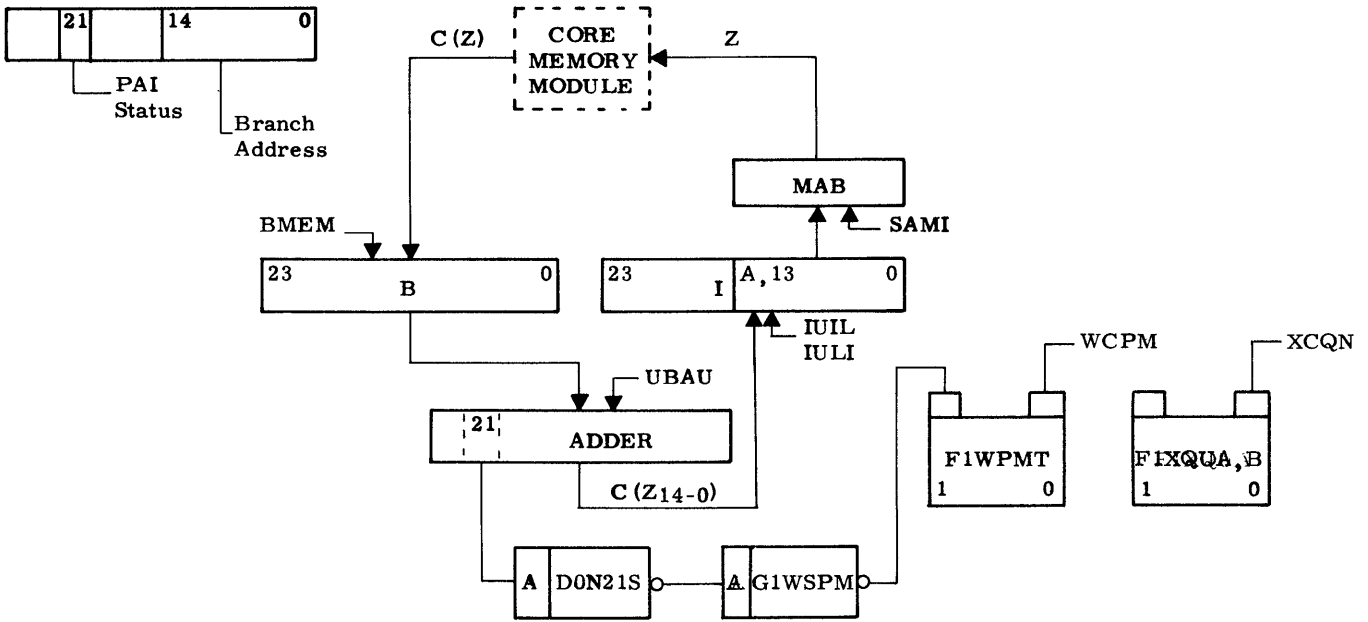 21 14 0
PAI
Status
Branch
Address
C(Z)
CORE
MEMORY
MODULE
Z
MAB
SAMI
BMEM
23 B 0
23 I A,13 0
IUIL
IULI
UBAU
21 ADDER
C(Z14-0)
WCPM
XCQN
F1WPMT
1 0
B
1 0
A D0N21S
A G1WSPM